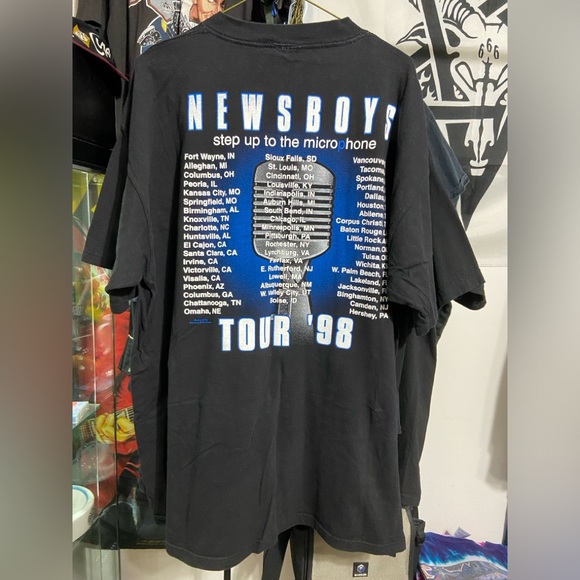 NEWSBOYS
step up to the microphone
Fort Wayne, IN
Alleghan, MI
Columbus, OH
Peoria, IL
Kansas City, MO
Springfield, MO
Birmingham, AL
Knoxville, TN
Charlotte, NC
Huntsville, AL
El Cajon, CA
Santa Clara, CA
Irvine, CA
Victorville, CA
Visalia, CA
Phoenix, AZ
Columbus, GA
Chattanooga, TN
Omaha, NE
Sioux Falls, SD
St. Louis, MO
Cincinnati, OH
Louisville, KY
Indianapolis, IN
Auburn Hills, MI
South Bend, IN
Chicago, IL
Minneapolis, MN
Pittsburgh, PA
Rochester, NY
Lynchburg, VA
Fairfax, VA
E. Rutherford, NJ
Lowell, MA
Albuquerque, NM
W. Valley City, UT
Boise, ID
Vancouver,
Tacoma,
Spokane,
Portland,
Dallas,
Houston,
Abilene,
Corpus Christi,
Baton Rouge,
Little Rock,
Norman,
Tulsa,
Wichita,
W. Palm Beach,
Lakeland,
Jacksonville,
Binghamton, NY
Camden, NJ
Hershey, PA
TOUR '98
666